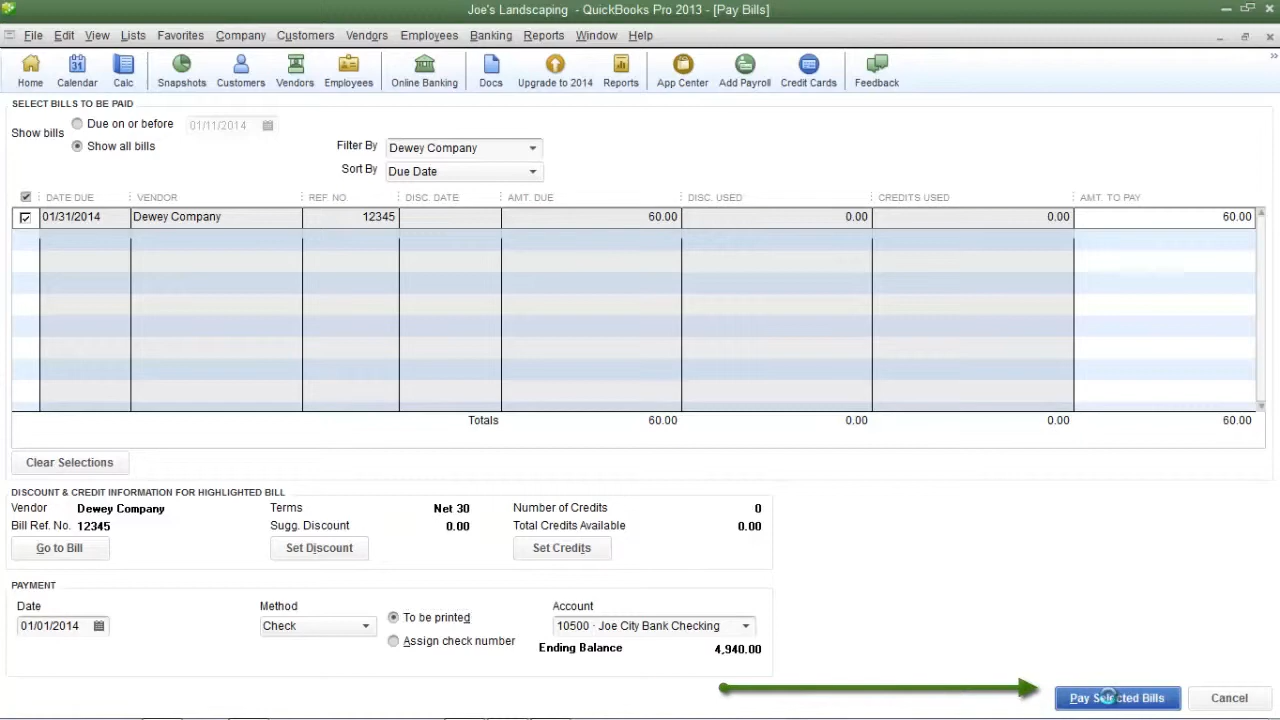 Joe's Landscaping - QuickBooks Pro 2013 - [Pay Bills]
File Edit View Lists Favorites Company Customers Vendors Employees Banking Reports Window Help
Home Calendar Calc Snapshots Customers Vendors Employees Online Banking Docs Upgrade to 2014 Reports App Center Add Payroll Credit Cards Feedback
SELECT BILLS TO BE PAID
Show bills
Due on or before 01/11/2014
Show all bills
Filter By Dewey Company
Sort By Due Date
DATE DUE VENDOR REF. NO. DISC. DATE AMT. DUE DISC. USED CREDITS USED AMT. TO PAY
01/31/2014 Dewey Company 12345 60.00 0.00 0.00 60.00
Totals 60.00 0.00 0.00 60.00
Clear Selections
DISCOUNT & CREDIT INFORMATION FOR HIGHLIGHTED BILL
Vendor Dewey Company Terms Net 30 Number of Credits 0
Bill Ref. No. 12345 Sugg. Discount 0.00 Total Credits Available 0.00
Go to Bill Set Discount Set Credits
PAYMENT
Date Method Account
01/01/2014 Check To be printed 10500 · Joe City Bank Checking
Assign check number Ending Balance 4,940.00
Pay Selected Bills Cancel